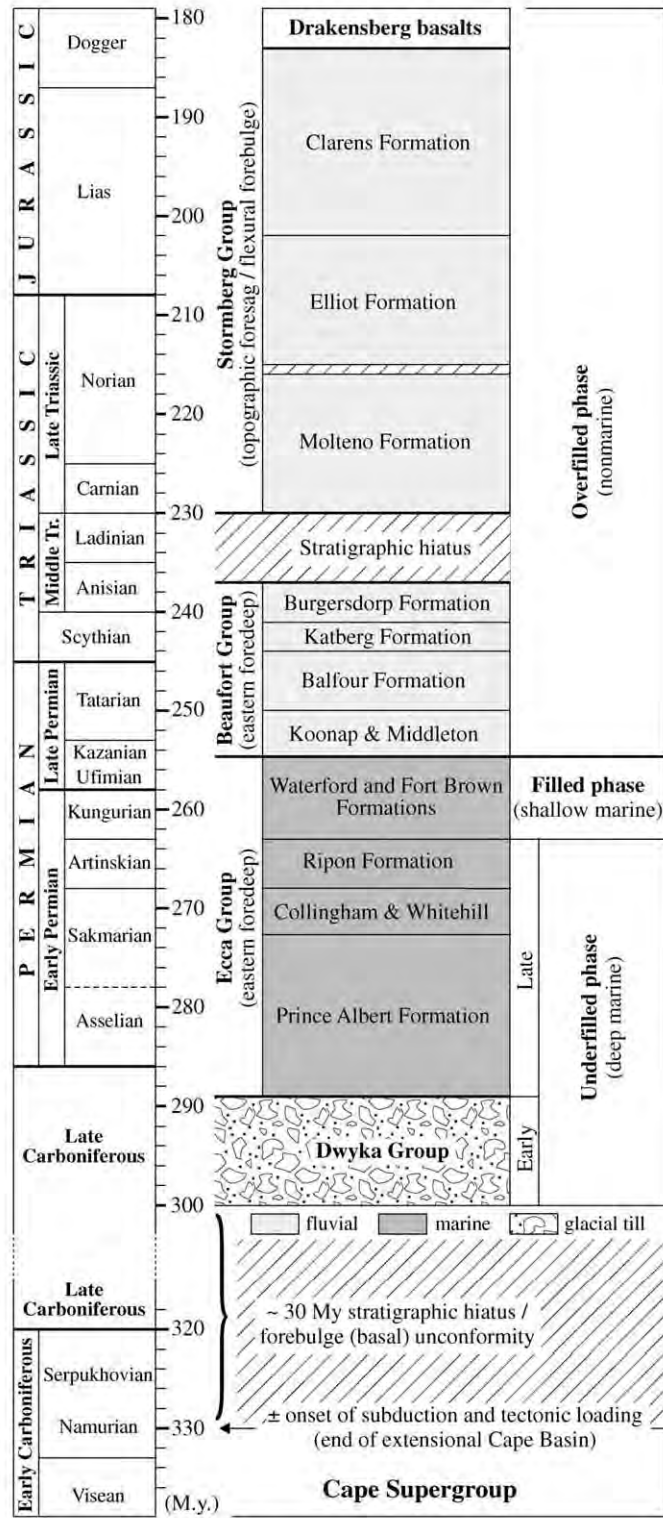 JURASSIC
Dogger
Lias
TRIASSIC
Late Triassic
Norian
Carnian
Middle Tr.
Ladinian
Anisian
Scythian
PERMIAN
Late Permian
Tatarian
Kazanian
Ufimian
Early Permian
Kungurian
Artinskian
Sakmarian
Asselian
Late
Carboniferous
Late
Carboniferous
Early Carboniferous
Serpukhovian
Namurian
Visean
180
190
200
210
220
230
240
250
260
270
280
290
300
320
330
(M.y.)
Stormberg Group
(topographic foresag / flexural forebulge)
Beaufort Group
(eastern foredeep)
Ecca Group
(eastern foredeep)
Drakensberg basalts
Clarens Formation
Elliot Formation
Molteno Formation
Stratigraphic hiatus
Burgersdorp Formation
Katberg Formation
Balfour Formation
Koonap & Middleton
Waterford and Fort Brown
Formations
Ripon Formation
Collingham & Whitehill
Prince Albert Formation
Dwyka Group
Overfilled phase
(nonmarine)
Filled phase
(shallow marine)
Late
Early
Underfilled phase
(deep marine)
fluvial
marine
glacial till
~ 30 My stratigraphic hiatus /
forebulge (basal) unconformity
± onset of subduction and tectonic loading
(end of extensional Cape Basin)
Cape Supergroup